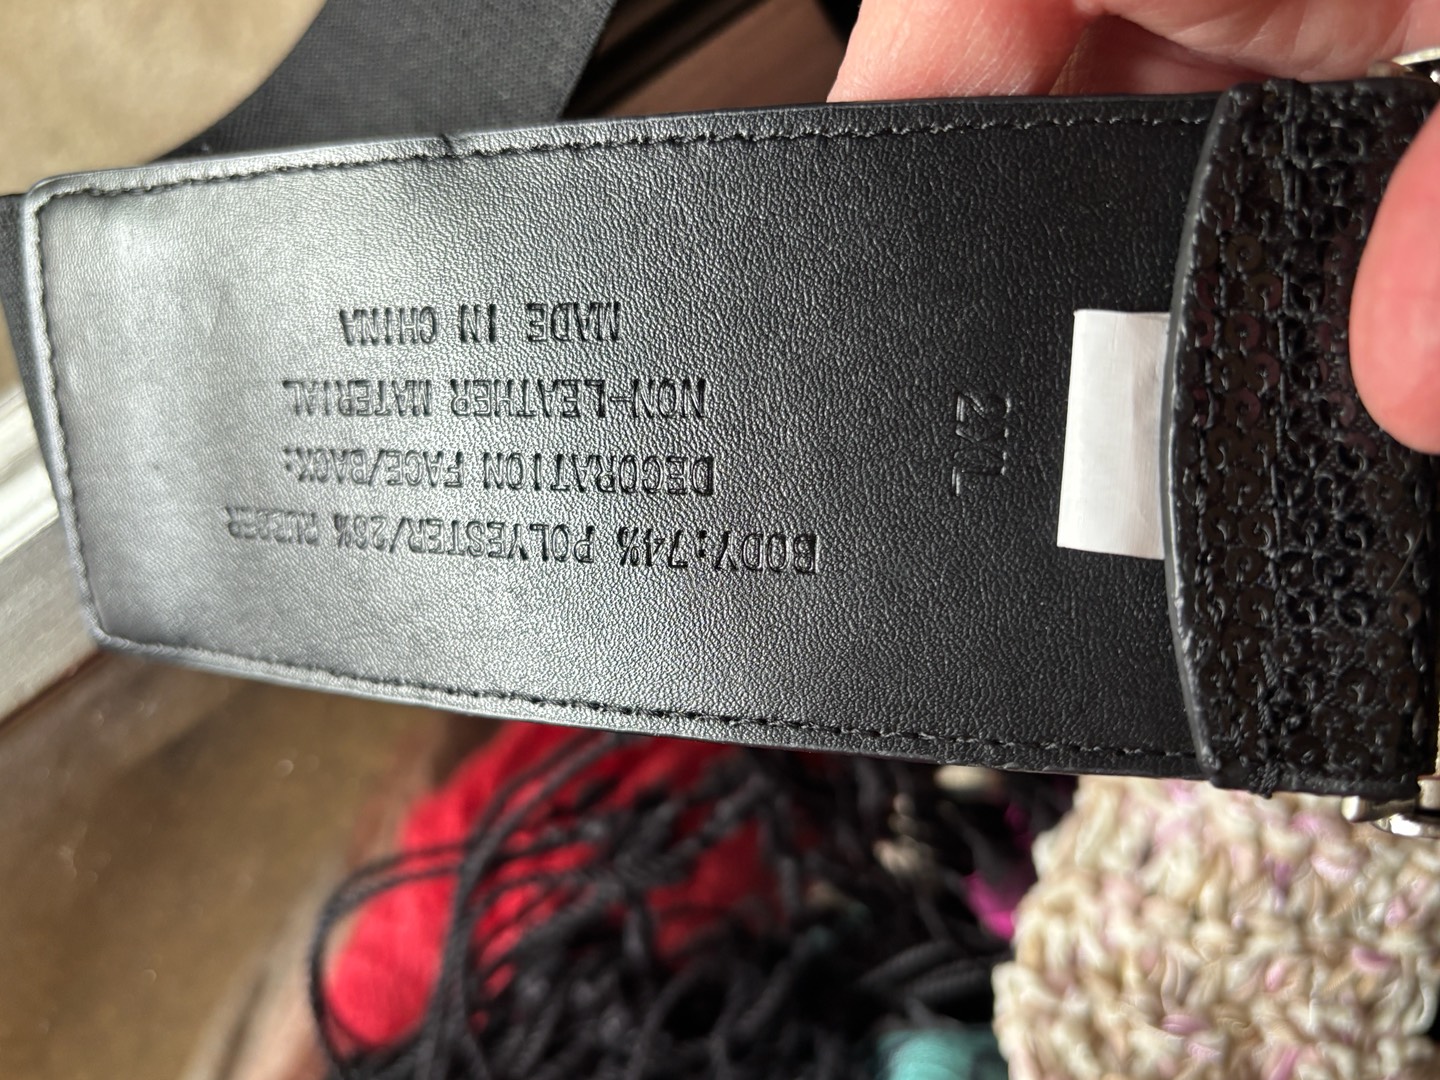 2XL
BODY:74% POLYESTER/26% RUBBER
DECORATION FACE/BACK:
NON-LEATHER MATERIAL
MADE IN CHINA